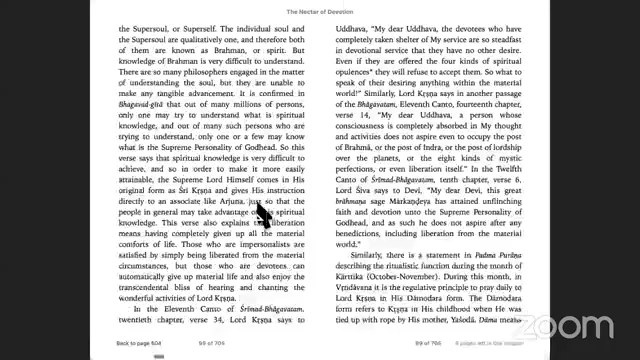 The Nectar of Devotion
the Supersoul, or Superself. The individual soul and
the Supersoul are qualitatively one, and therefore both
of them are known as Brahman, or spirit. But
knowledge of Brahman is very difficult to understand.
There are so many philosophers engaged in the matter
of understanding the soul, but they are unable to
make any tangible advancement. It is confirmed in
Bhagavad-gītā that out of many millions of persons,
only one may try to understand what is spiritual
knowledge, and out of many such persons who are
trying to understand, only one or a few may know
what is the Supreme Personality of Godhead. So this
verse says that spiritual knowledge is very difficult to
achieve, and so in order to make it more easily
attainable, the Supreme Lord Himself comes in His
original form as Śrī Kṛṣṇa and gives His instruction
directly to an associate like Arjuna, just so that the
people in general may take advantage of this spiritual
knowledge. This verse also explains that liberation
means having completely given up all the material
comforts of life. Those who are impersonalists are
satisfied by simply being liberated from the material
circumstances, but those who are devotees can
automatically give up material life and also enjoy the
transcendental bliss of hearing and chanting the
wonderful activities of Lord Kṛṣṇa.
In the Eleventh Canto of Śrīmad-Bhāgavatam,
twentieth chapter, verse 34, Lord Kṛṣṇa says to
Back to page 604
99 of 706
Uddhava, “My dear Uddhava, the devotees who have
completely taken shelter of My service are so steadfast
in devotional service that they have no other desire.
Even if they are offered the four kinds of spiritual
opulences* they will refuse to accept them. So what to
speak of their desiring anything within the material
world!” Similarly, Lord Kṛṣṇa says in another passage
of the Bhāgavatam, Eleventh Canto, fourteenth chapter,
verse 14, “My dear Uddhava, a person whose
consciousness is completely absorbed in My thought
and activities does not aspire even to occupy the post
of Brahmā, or the post of Indra, or the post of lordship
over the planets, or the eight kinds of mystic
perfections, or even liberation itself.” In the Twelfth
Canto of Śrīmad-Bhāgavatam, tenth chapter, verse 6,
Lord Śiva says to Devī, “My dear Devī, this great
brāhmaṇa sage Mārkaṇḍeya has attained unflinching
faith and devotion unto the Supreme Personality of
Godhead, and as such he does not aspire after any
benedictions, including liberation from the material
world.”
Similarly, there is a statement in Padma Purāṇa
describing the ritualistic function during the month of
Kārttika (October-November). During this month, in
Vṛndāvana it is the regulative principle to pray daily to
Lord Kṛṣṇa in His Dāmodara form. The Dāmodara
form refers to Kṛṣṇa in His childhood when He was
tied up with rope by His mother, Yaśodā. Dāma means
99 of 706
zoom